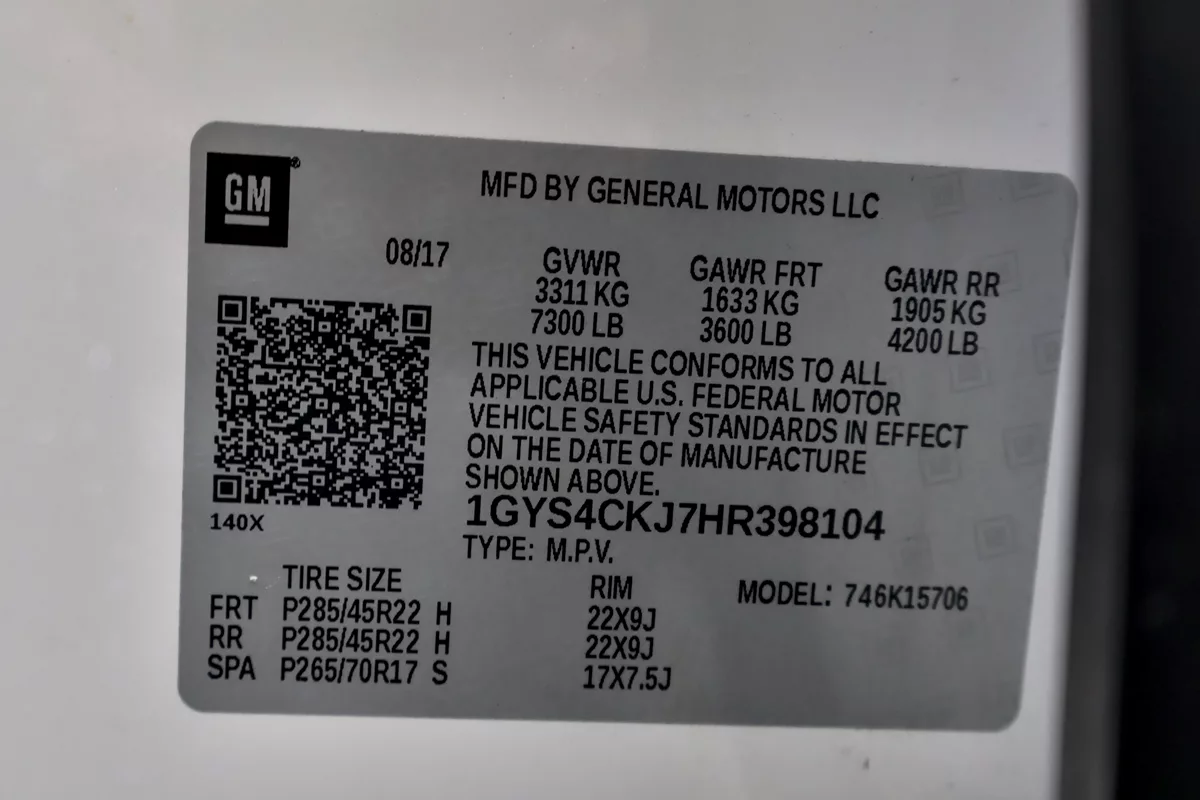 GM®
MFD BY GENERAL MOTORS LLC
08/17
GVWR GAWR FRT GAWR RR
3311 KG 1633 KG 1905 KG
7300 LB 3600 LB 4200 LB
THIS VEHICLE CONFORMS TO ALL
APPLICABLE U.S. FEDERAL MOTOR
VEHICLE SAFETY STANDARDS IN EFFECT
ON THE DATE OF MANUFACTURE
SHOWN ABOVE.
1GYS4CKJ7HR398104
140X
TYPE: M.P.V.
TIRE SIZE RIM MODEL: 746K15706
FRT P285/45R22 H 22X9J
RR P285/45R22 H 22X9J
SPA P265/70R17 S 17X7.5J